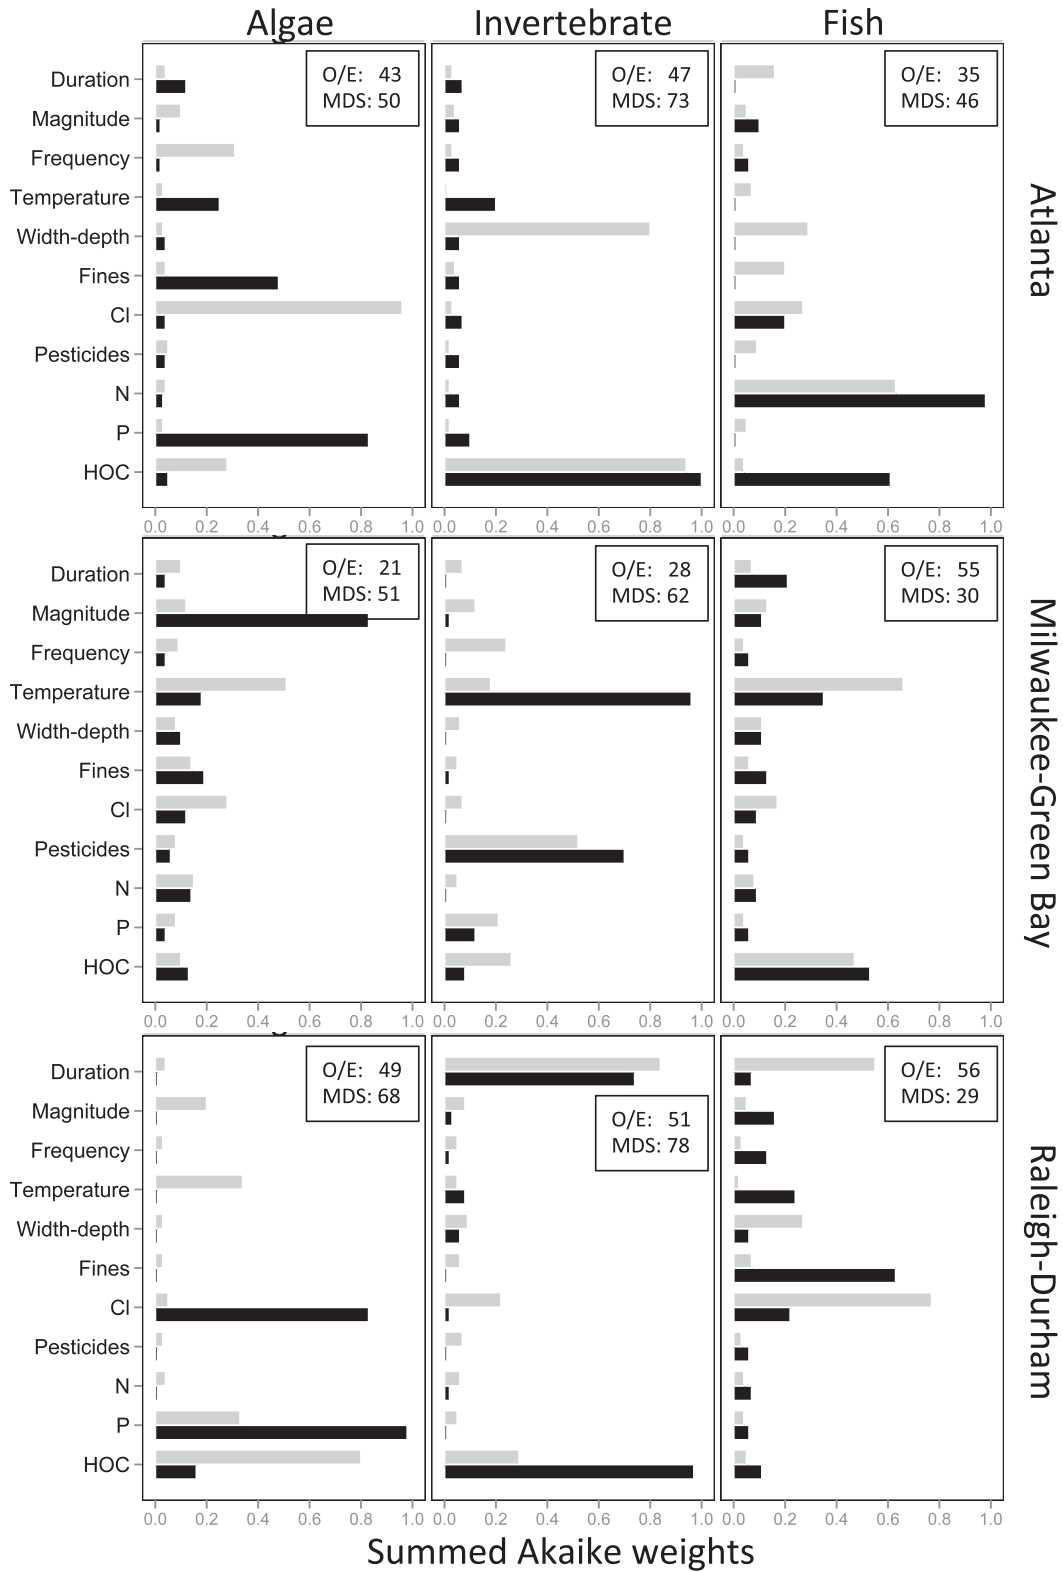 Algae Invertebrate Fish
Duration
Magnitude
Frequency
Temperature
Width-depth
Fines
Cl
Pesticides
N
P
HOC
O/E: 43
MDS: 50
O/E: 47
MDS: 73
O/E: 35
MDS: 46
Atlanta
0.0 0.2 0.4 0.6 0.8 1.0 0.0 0.2 0.4 0.6 0.8 1.0 0.0 0.2 0.4 0.6 0.8 1.0
Duration
Magnitude
Frequency
Temperature
Width-depth
Fines
Cl
Pesticides
N
P
HOC
O/E: 21
MDS: 51
O/E: 28
MDS: 62
O/E: 55
MDS: 30
Milwaukee-Green Bay
0.0 0.2 0.4 0.6 0.8 1.0 0.0 0.2 0.4 0.6 0.8 1.0 0.0 0.2 0.4 0.6 0.8 1.0
Duration
Magnitude
Frequency
Temperature
Width-depth
Fines
Cl
Pesticides
N
P
HOC
O/E: 49
MDS: 68
O/E: 51
MDS: 78
O/E: 56
MDS: 29
Raleigh-Durham
0.0 0.2 0.4 0.6 0.8 1.0 0.0 0.2 0.4 0.6 0.8 1.0 0.0 0.2 0.4 0.6 0.8 1.0
Summed Akaike weights